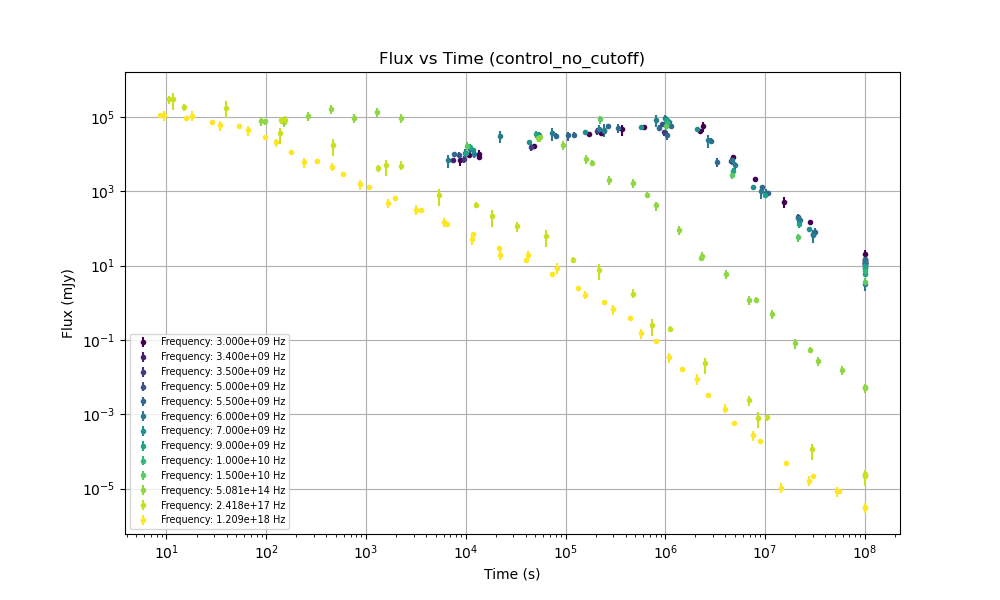 Flux vs Time (control_no_cutoff)
Flux (mJy)
10^5
10^3
10^1
10^-1
10^-3
10^-5
Frequency: 3.000e+09 Hz
Frequency: 3.400e+09 Hz
Frequency: 3.500e+09 Hz
Frequency: 5.000e+09 Hz
Frequency: 5.500e+09 Hz
Frequency: 6.000e+09 Hz
Frequency: 7.000e+09 Hz
Frequency: 9.000e+09 Hz
Frequency: 1.000e+10 Hz
Frequency: 1.500e+10 Hz
Frequency: 5.081e+14 Hz
Frequency: 2.418e+17 Hz
Frequency: 1.209e+18 Hz
10^1 10^2 10^3 10^4 10^5 10^6 10^7 10^8
Time (s)